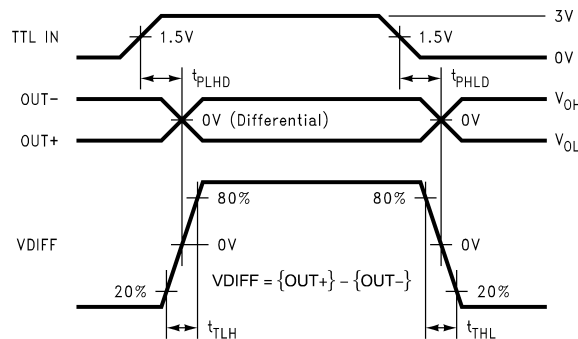 3V
TTL IN
1.5V
1.5V
0V
tPLHD
tPHLD
OUT-
VOH
0V (Differential)
0V
OUT+
VOL
80%
80%
VDIFF
0V
0V
20%
VDIFF = {OUT+} - {OUT-}
20%
tTLH
tTHL